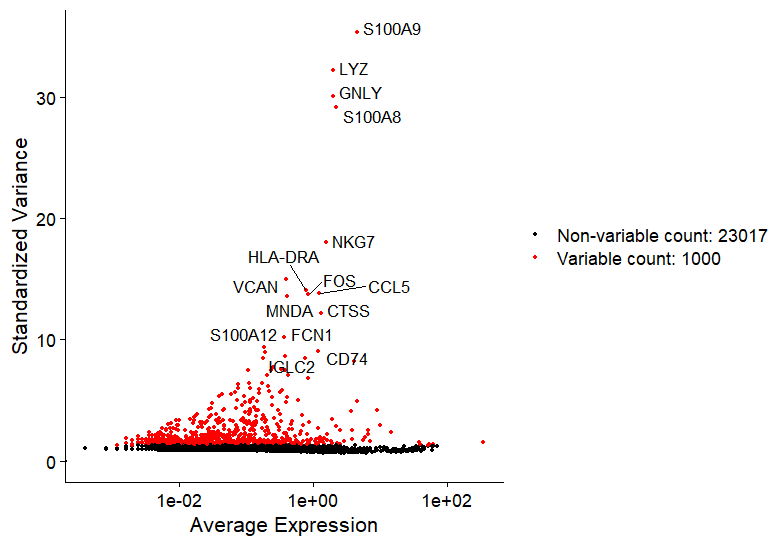 S100A9
LYZ
GNLY
S100A8
NKG7
HLA-DRA
FOS
VCAN
CCL5
MNDA
CTSS
S100A12
FCN1
CD74
IGLC2
30
20
10
0
Standardized Variance
1e-02
1e+00
1e+02
Average Expression
Non-variable count: 23017
Variable count: 1000